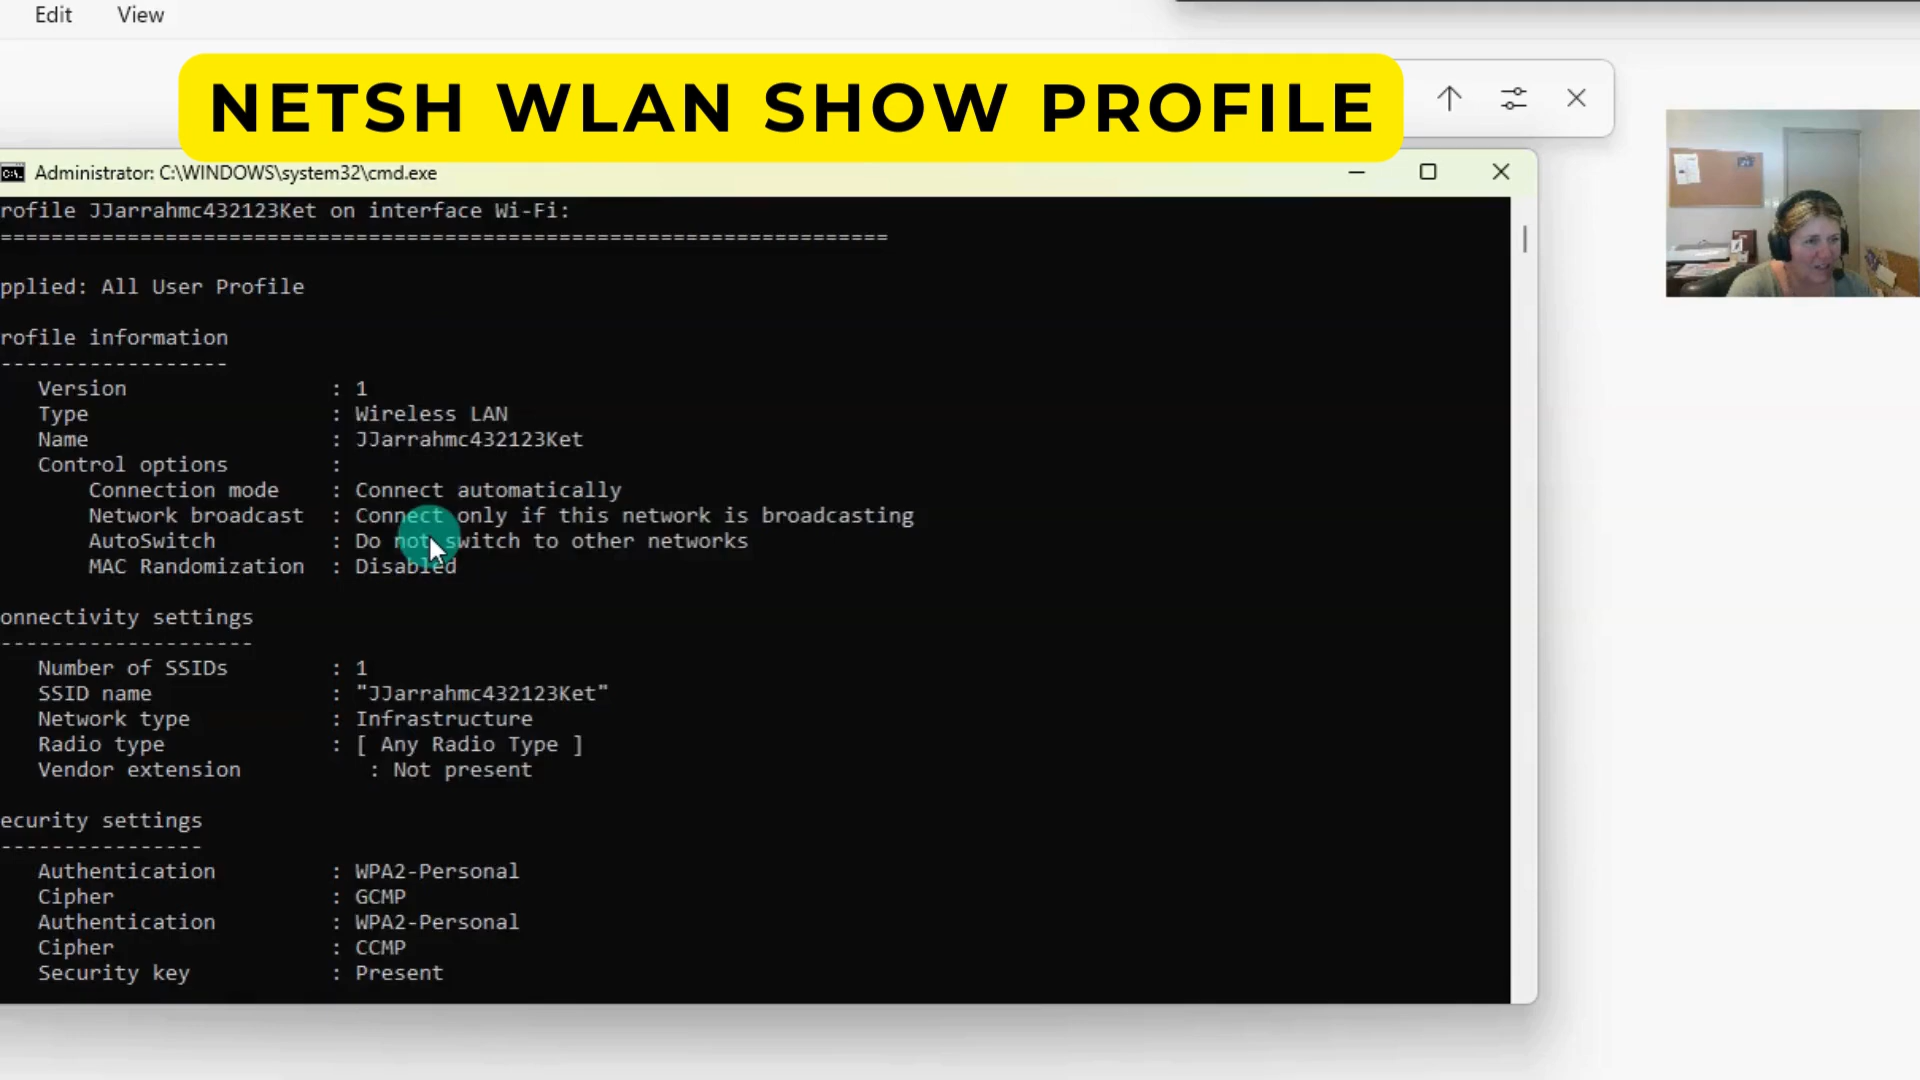 Edit View
NETSH WLAN SHOW PROFILE
Administrator: C:\WINDOWS\system32\cmd.exe
rofile JJarrahmc432123Ket on interface Wi-Fi:
======================================================================
pplied: All User Profile
rofile information
------------------
Version : 1
Type : Wireless LAN
Name : JJarrahmc432123Ket
Control options :
Connection mode : Connect automatically
Network broadcast : Connect only if this network is broadcasting
AutoSwitch : Do not switch to other networks
MAC Randomization : Disabled
onnectivity settings
--------------------
Number of SSIDs : 1
SSID name : "JJarrahmc432123Ket"
Network type : Infrastructure
Radio type : [ Any Radio Type ]
Vendor extension : Not present
ecurity settings
----------------
Authentication : WPA2-Personal
Cipher : GCMP
Authentication : WPA2-Personal
Cipher : CCMP
Security key : Present